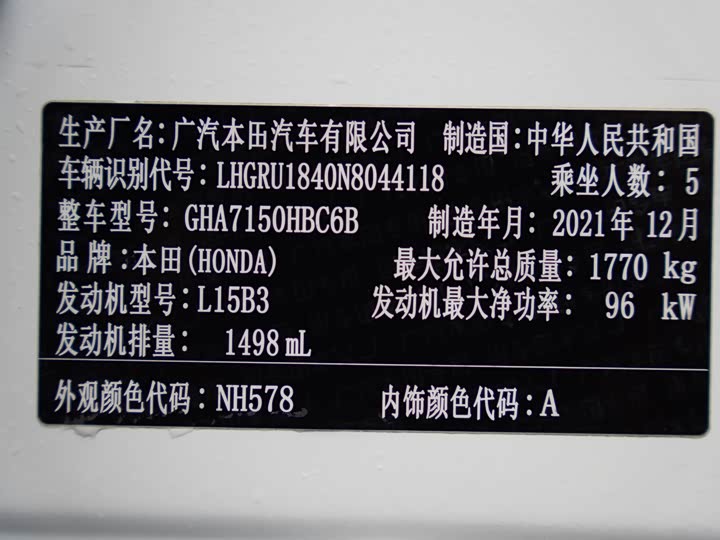 生产厂名：广汽本田汽车有限公司 制造国：中华人民共和国
车辆识别代号：LHGRU1840N8044118 乘坐人数：5
整车型号：GHA7150HBC6B 制造年月：2021年12月
品牌：本田(HONDA) 最大允许总质量：1770 kg
发动机型号：L15B3 发动机最大净功率：96 kW
发动机排量：1498 mL
外观颜色代码：NH578 内饰颜色代码：A